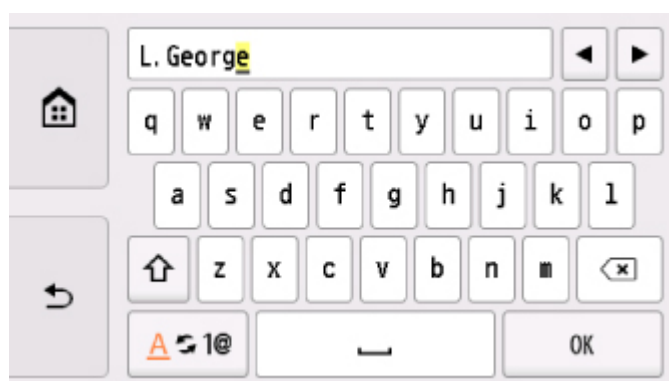 L. George
q w e r t y u i o p
a s d f g h j k l
z x c v b n m
A 1@ OK